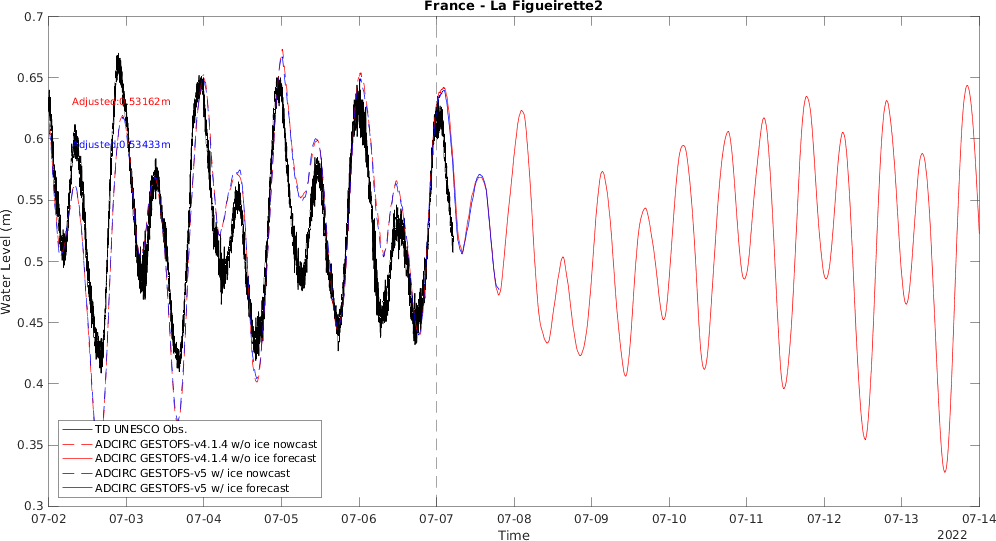 France - La Figueirette2
0.7
0.65
0.6
0.55
0.5
0.45
0.4
0.35
0.3
Water Level (m)
Adjusted:0.53162m
Adjusted:0.53433m
TD UNESCO Obs.
ADCIRC GESTOFS-v4.1.4 w/o ice nowcast
ADCIRC GESTOFS-v4.1.4 w/o ice forecast
ADCIRC GESTOFS-v5 w/ ice nowcast
ADCIRC GESTOFS-v5 w/ ice forecast
07-02 07-03 07-04 07-05 07-06 07-07 07-08 07-09 07-10 07-11 07-12 07-13 07-14
Time
2022